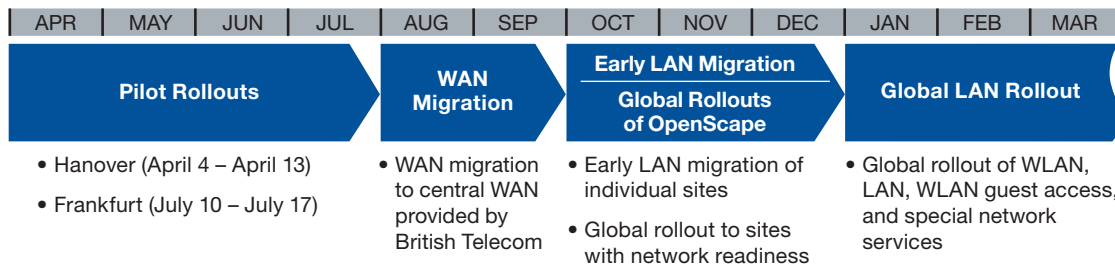 APR MAY JUN JUL AUG SEP OCT NOV DEC JAN FEB MAR
Pilot Rollouts
WAN
Migration
Early LAN Migration
Global Rollouts
of OpenScape
Global LAN Rollout
• Hanover (April 4 – April 13)
• Frankfurt (July 10 – July 17)
• WAN migration
to central WAN
provided by
British Telecom
• Early LAN migration of
individual sites
• Global rollout to sites
with network readiness
• Global rollout of WLAN,
LAN, WLAN guest access,
and special network
services